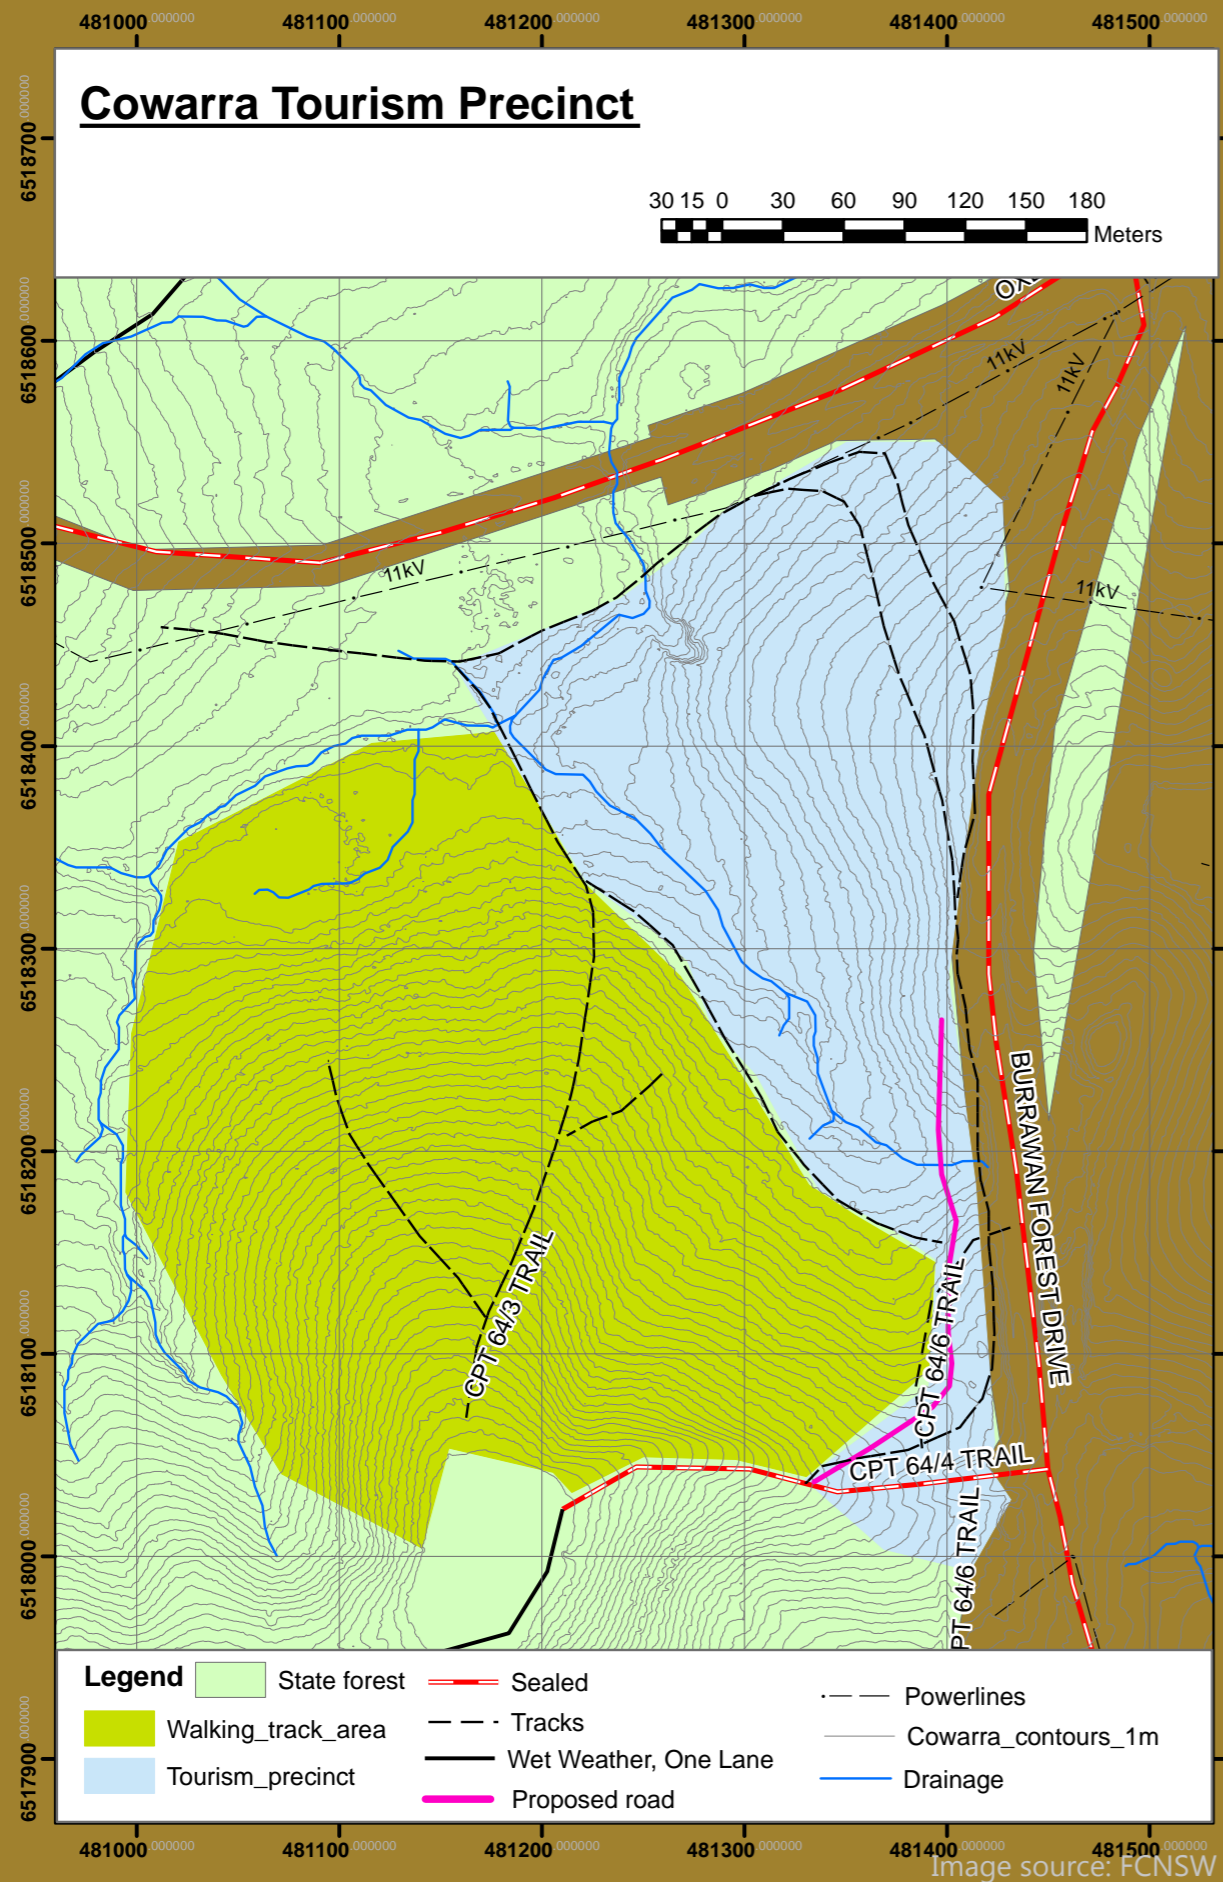 481000.000000 481100.000000 481200.000000 481300.000000 481400.000000 481500.000000
Cowarra Tourism Precinct
30 15 0 30 60 90 120 150 180
Meters
6518700.000000
6518600.000000
6518500.000000
6518400.000000
6518300.000000
6518200.000000
6518100.000000
6518000.000000
6517900.000000
11kV
11kV
11kV
11kV
BURRAWAN FOREST DRIVE
CPT 64/3 TRAIL
CPT 64/6 TRAIL
CPT 64/4 TRAIL
PT 64/6 TRAIL
Legend
State forest
Walking_track_area
Tourism_precinct
Sealed
Tracks
Wet Weather, One Lane
Proposed road
Powerlines
Cowarra_contours_1m
Drainage
481000.000000 481100.000000 481200.000000 481300.000000 481400.000000 481500.000000
Image source: FCNSW